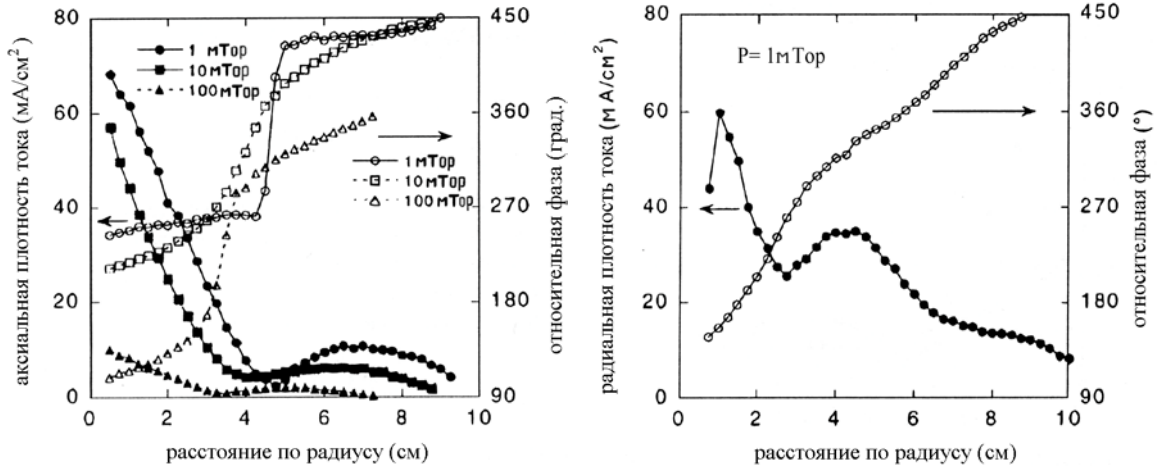 аксиальная плотность тока (мА/см²)
80
60
40
20
0
1 мТор
10 мТор
100 мТор
1 мТор
10 мТор
100 мТор
450
360
270
180
90
относительная фаза (град.)
0 2 4 6 8 10
расстояние по радиусу (см)
радиальная плотность тока (мА/см²)
80
60
40
20
0
P= 1мТор
450
360
270
180
90
относительная фаза (°)
0 2 4 6 8 10
расстояние по радиусу (см)